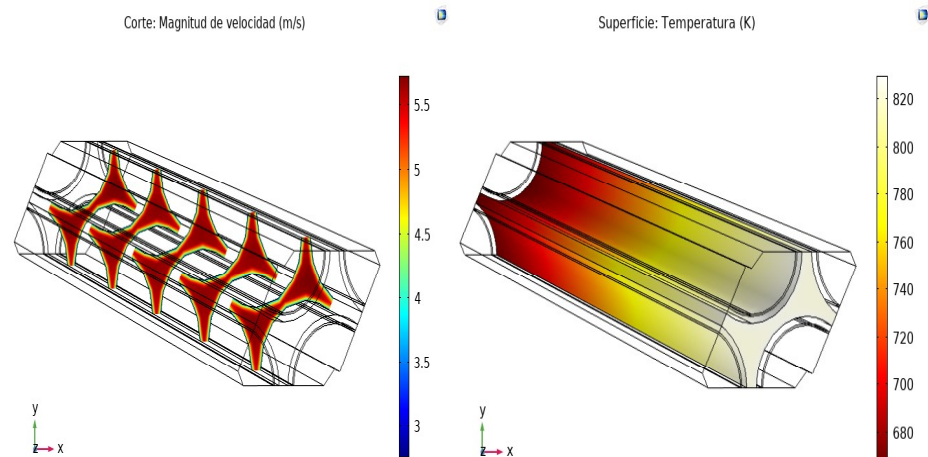 Corte: Magnitud de velocidad (m/s)
5.5
5
4.5
4
3.5
3
y
z
x
Superficie: Temperatura (K)
820
800
780
760
740
720
700
680
y
z
x